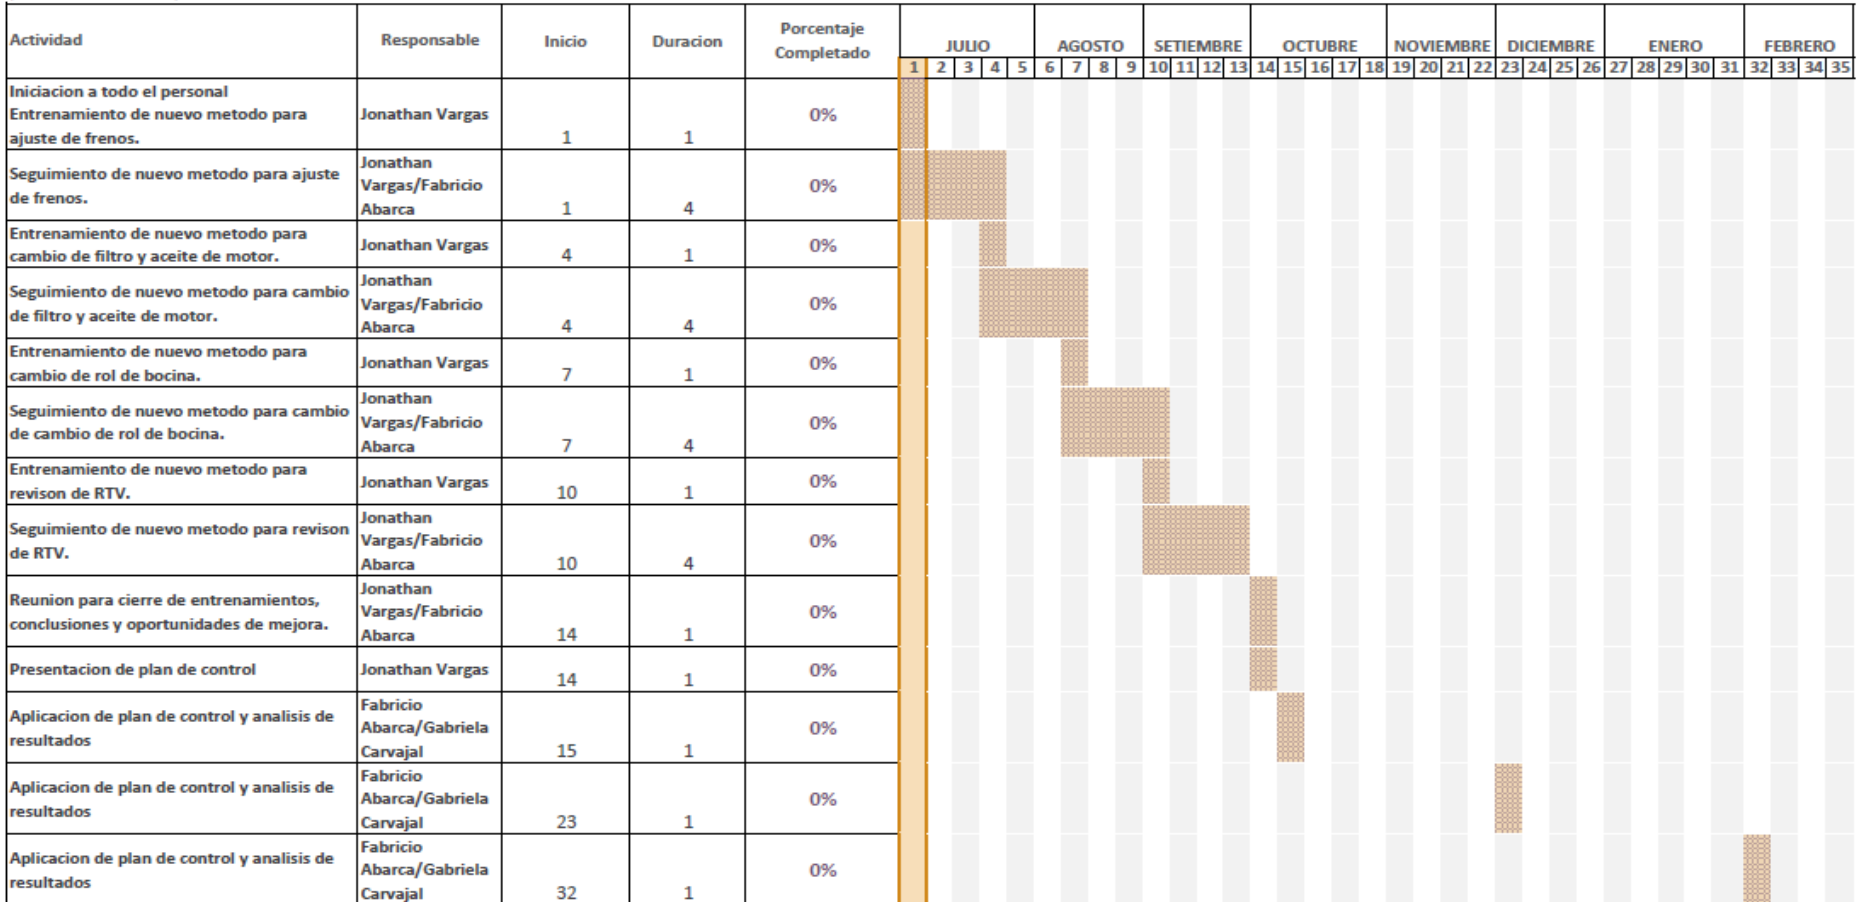 Actividad Responsable Inicio Duracion Porcentaje Completado JULIO AGOSTO SETIEMBRE OCTUBRE NOVIEMBRE DICIEMBRE ENERO FEBRERO
1 2 3 4 5 6 7 8 9 10 11 12 13 14 15 16 17 18 19 20 21 22 23 24 25 26 27 28 29 30 31 32 33 34 35
Iniciacion a todo el personal
Entrenamiento de nuevo metodo para
ajuste de frenos.
Jonathan Vargas
1 1 0%
Seguimiento de nuevo metodo para ajuste
de frenos.
Jonathan
Vargas/Fabricio
Abarca
1 4 0%
Entrenamiento de nuevo metodo para
cambio de filtro y aceite de motor.
Jonathan Vargas
4 1 0%
Seguimiento de nuevo metodo para cambio
de filtro y aceite de motor.
Jonathan
Vargas/Fabricio
Abarca
4 4 0%
Entrenamiento de nuevo metodo para
cambio de rol de bocina.
Jonathan Vargas
7 1 0%
Seguimiento de nuevo metodo para cambio
de cambio de rol de bocina.
Jonathan
Vargas/Fabricio
Abarca
7 4 0%
Entrenamiento de nuevo metodo para
revison de RTV.
Jonathan Vargas
10 1 0%
Seguimiento de nuevo metodo para revison
de RTV.
Jonathan
Vargas/Fabricio
Abarca
10 4 0%
Reunion para cierre de entrenamientos,
conclusiones y oportunidades de mejora.
Jonathan
Vargas/Fabricio
Abarca
14 1 0%
Presentacion de plan de control
Jonathan Vargas
14 1 0%
Aplicacion de plan de control y analisis de
resultados
Fabricio
Abarca/Gabriela
Carvajal
15 1 0%
Aplicacion de plan de control y analisis de
resultados
Fabricio
Abarca/Gabriela
Carvajal
23 1 0%
Aplicacion de plan de control y analisis de
resultados
Fabricio
Abarca/Gabriela
Carvajal
32 1 0%